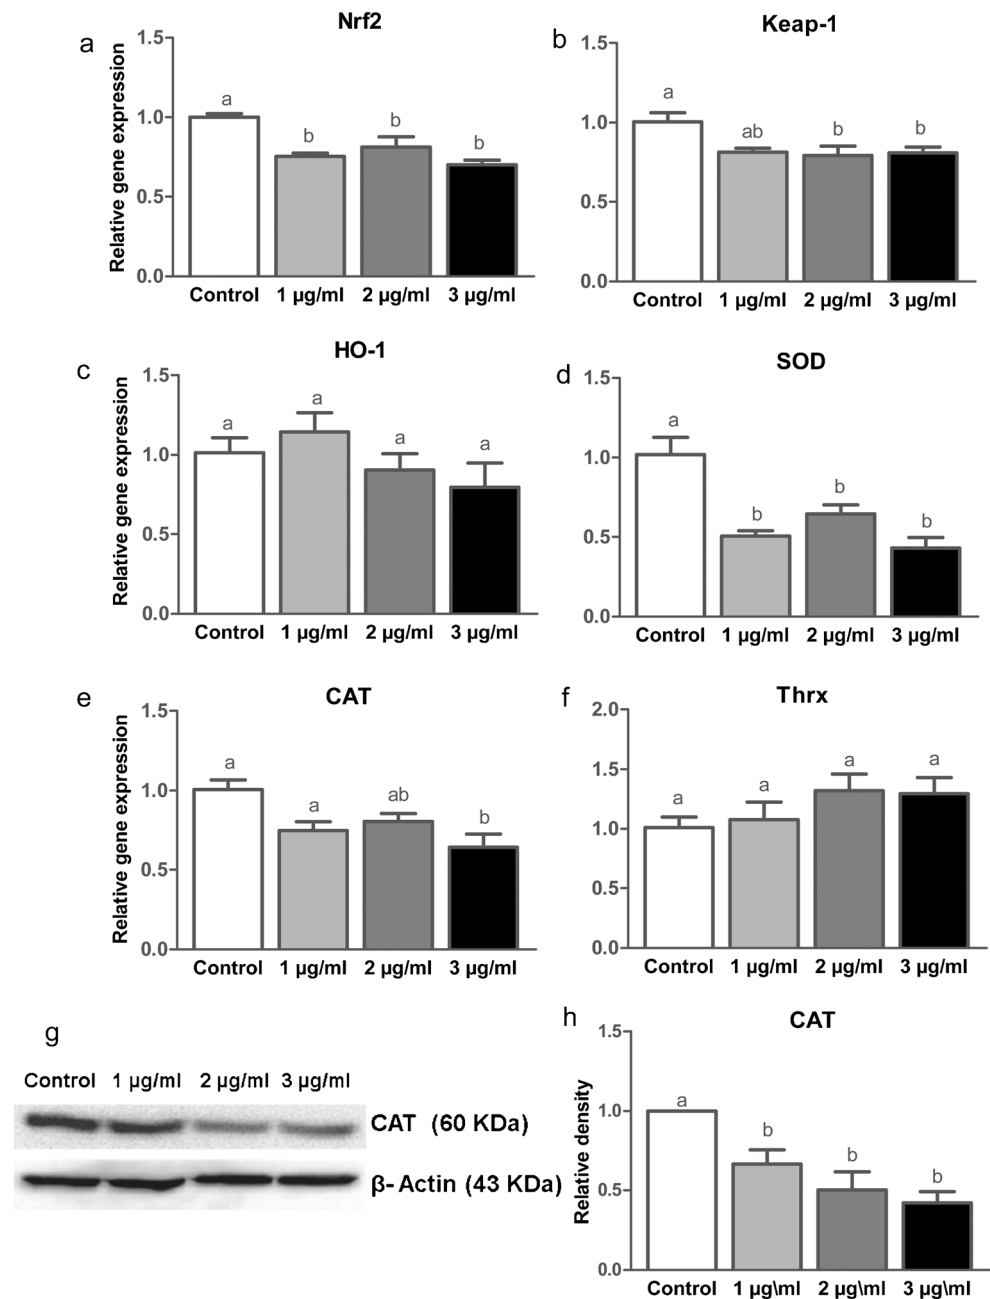 Nrf2
a
1.5
1.0
0.5
0.0
Relative gene expression
a
b
b
b
Control 1 µg/ml 2 µg/ml 3 µg/ml
Keap-1
b
1.5
1.0
0.5
0.0
a
ab
b
b
Control 1 µg/ml 2 µg/ml 3 µg/ml
HO-1
c
1.5
1.0
0.5
0.0
Relative gene expression
a
a
a
a
Control 1 µg/ml 2 µg/ml 3 µg/ml
SOD
d
1.5
1.0
0.5
0.0
a
b
b
b
Control 1 µg/ml 2 µg/ml 3 µg/ml
CAT
e
1.5
1.0
0.5
0.0
Relative gene expression
a
a
ab
b
Control 1 µg/ml 2 µg/ml 3 µg/ml
Thrx
f
2.0
1.5
1.0
0.5
0.0
a
a
a
a
Control 1 µg/ml 2 µg/ml 3 µg/ml
g
Control 1 µg/ml 2 µg/ml 3 µg/ml
CAT (60 KDa)
β- Actin (43 KDa)
h
CAT
1.5
1.0
0.5
0.0
Relative density
a
b
b
b
Control 1 µg\ml 2 µg\ml 3 µg\ml